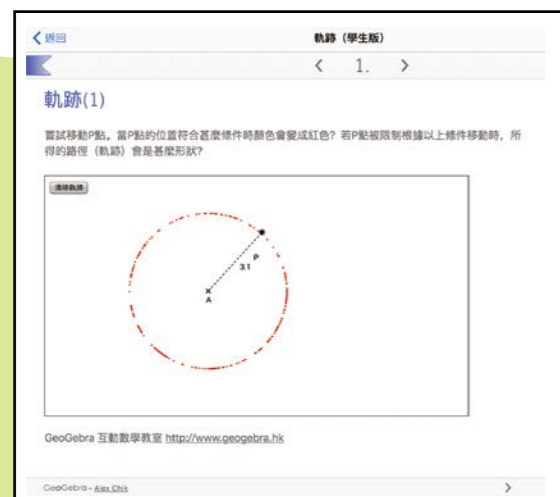 返回
軌跡（學生版）
1.
軌跡(1)
嘗試移動P點。當P點的位置符合甚麼條件時顏色會變成紅色？若P點被限制根據以上條件移動時，所
得的路徑（軌跡）會是甚麼形狀？
清除軌跡
P
3.1
A
GeoGebra 互動數學教室 http://www.geogebra.hk
GeoGebra – Alex Chik